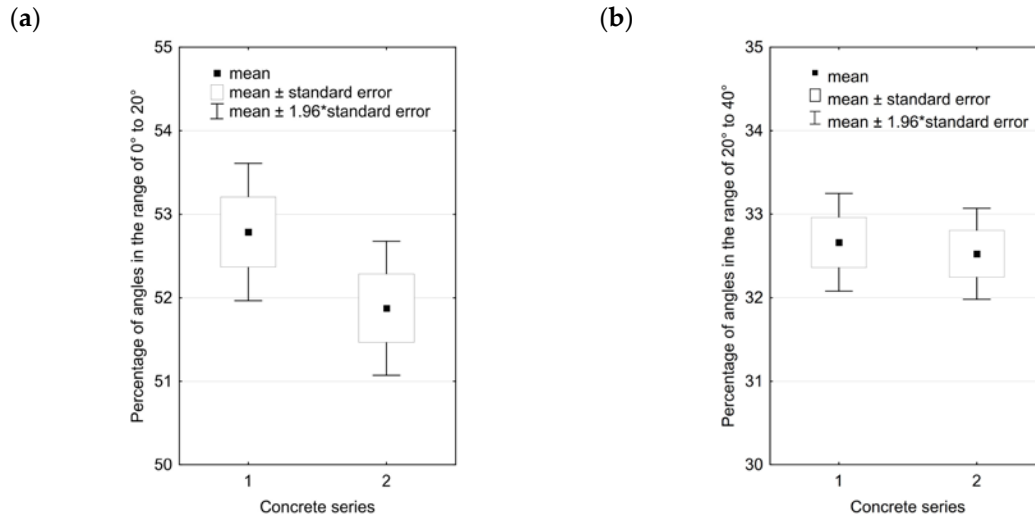 (a)
55
54
53
52
51
50
Percentage of angles in the range of 0° to 20°
mean
mean ± standard error
mean ± 1.96*standard error
1
2
Concrete series
(b)
35
34
33
32
31
30
Percentage of angles in the range of 20° to 40°
mean
mean ± standard error
mean ± 1.96*standard error
1
2
Concrete series